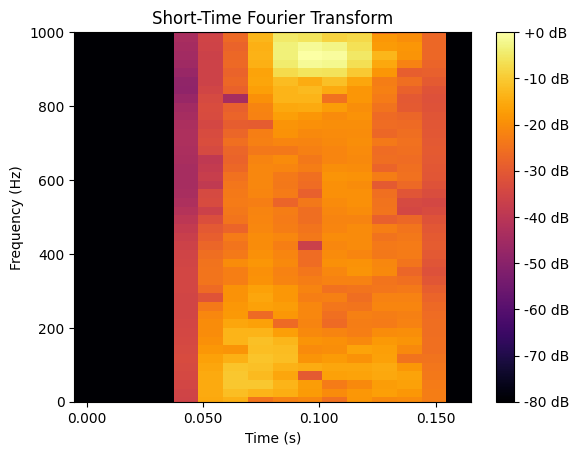 Short-Time Fourier Transform
1000
800
600
400
200
0
Frequency (Hz)
0.000
0.050
0.100
0.150
Time (s)
+0 dB
-10 dB
-20 dB
-30 dB
-40 dB
-50 dB
-60 dB
-70 dB
-80 dB